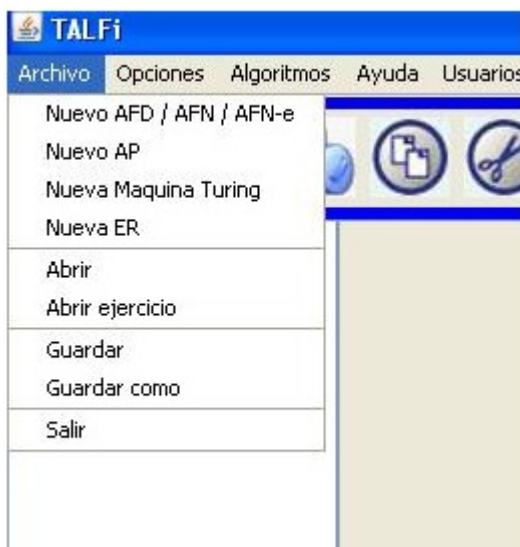 TALFi
Archivo Opciones Algoritmos Ayuda Usuarios
Nuevo AFD / AFN / AFN-e
Nuevo AP
Nueva Maquina Turing
Nueva ER
Abrir
Abrir ejercicio
Guardar
Guardar como
Salir